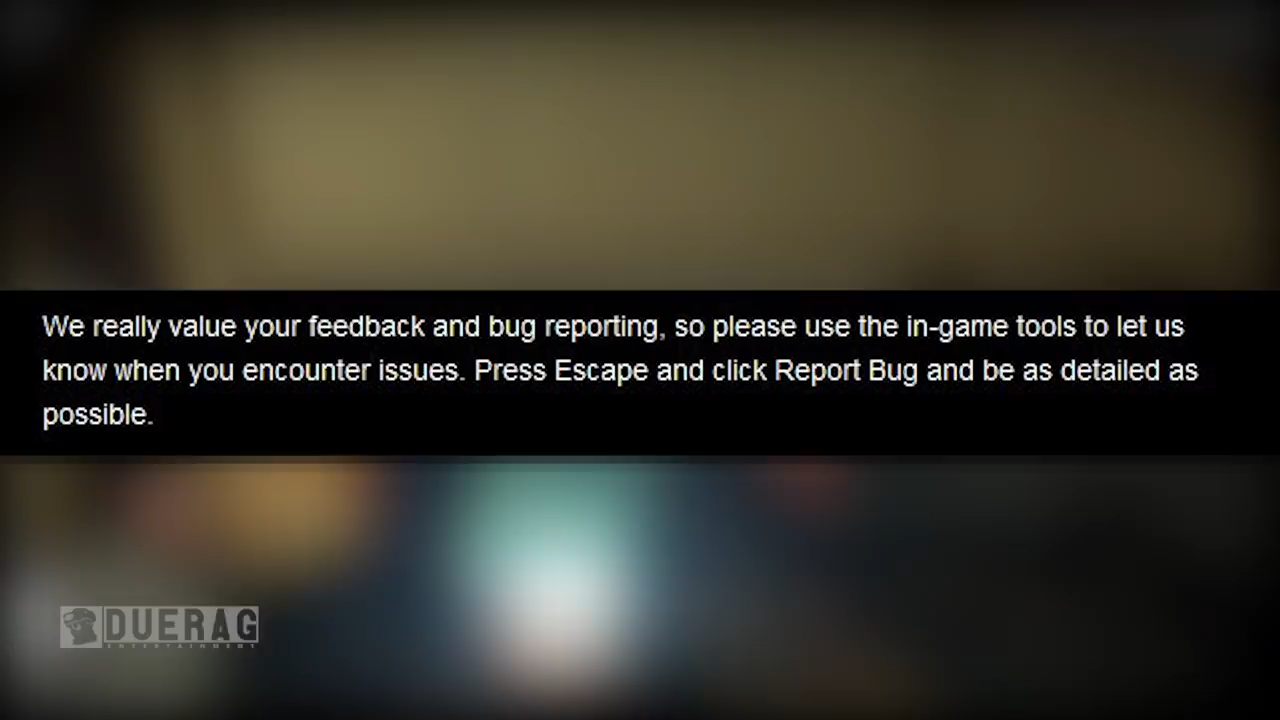 We really value your feedback and bug reporting, so please use the in-game tools to let us
know when you encounter issues. Press Escape and click Report Bug and be as detailed as
possible.
DUERAG
ENTERTAINMENT